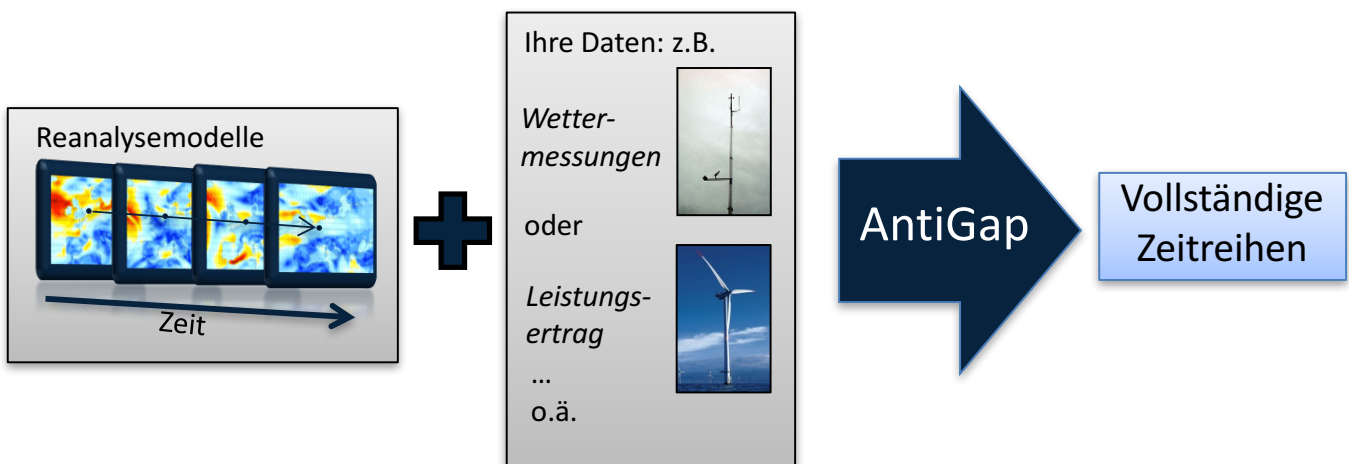 Reanalysemodelle
Zeit
Ihre Daten: z.B.
Wetter-
messungen
oder
Leistungs-
ertrag
...
o.ä.
AntiGap
Vollständige
Zeitreihen